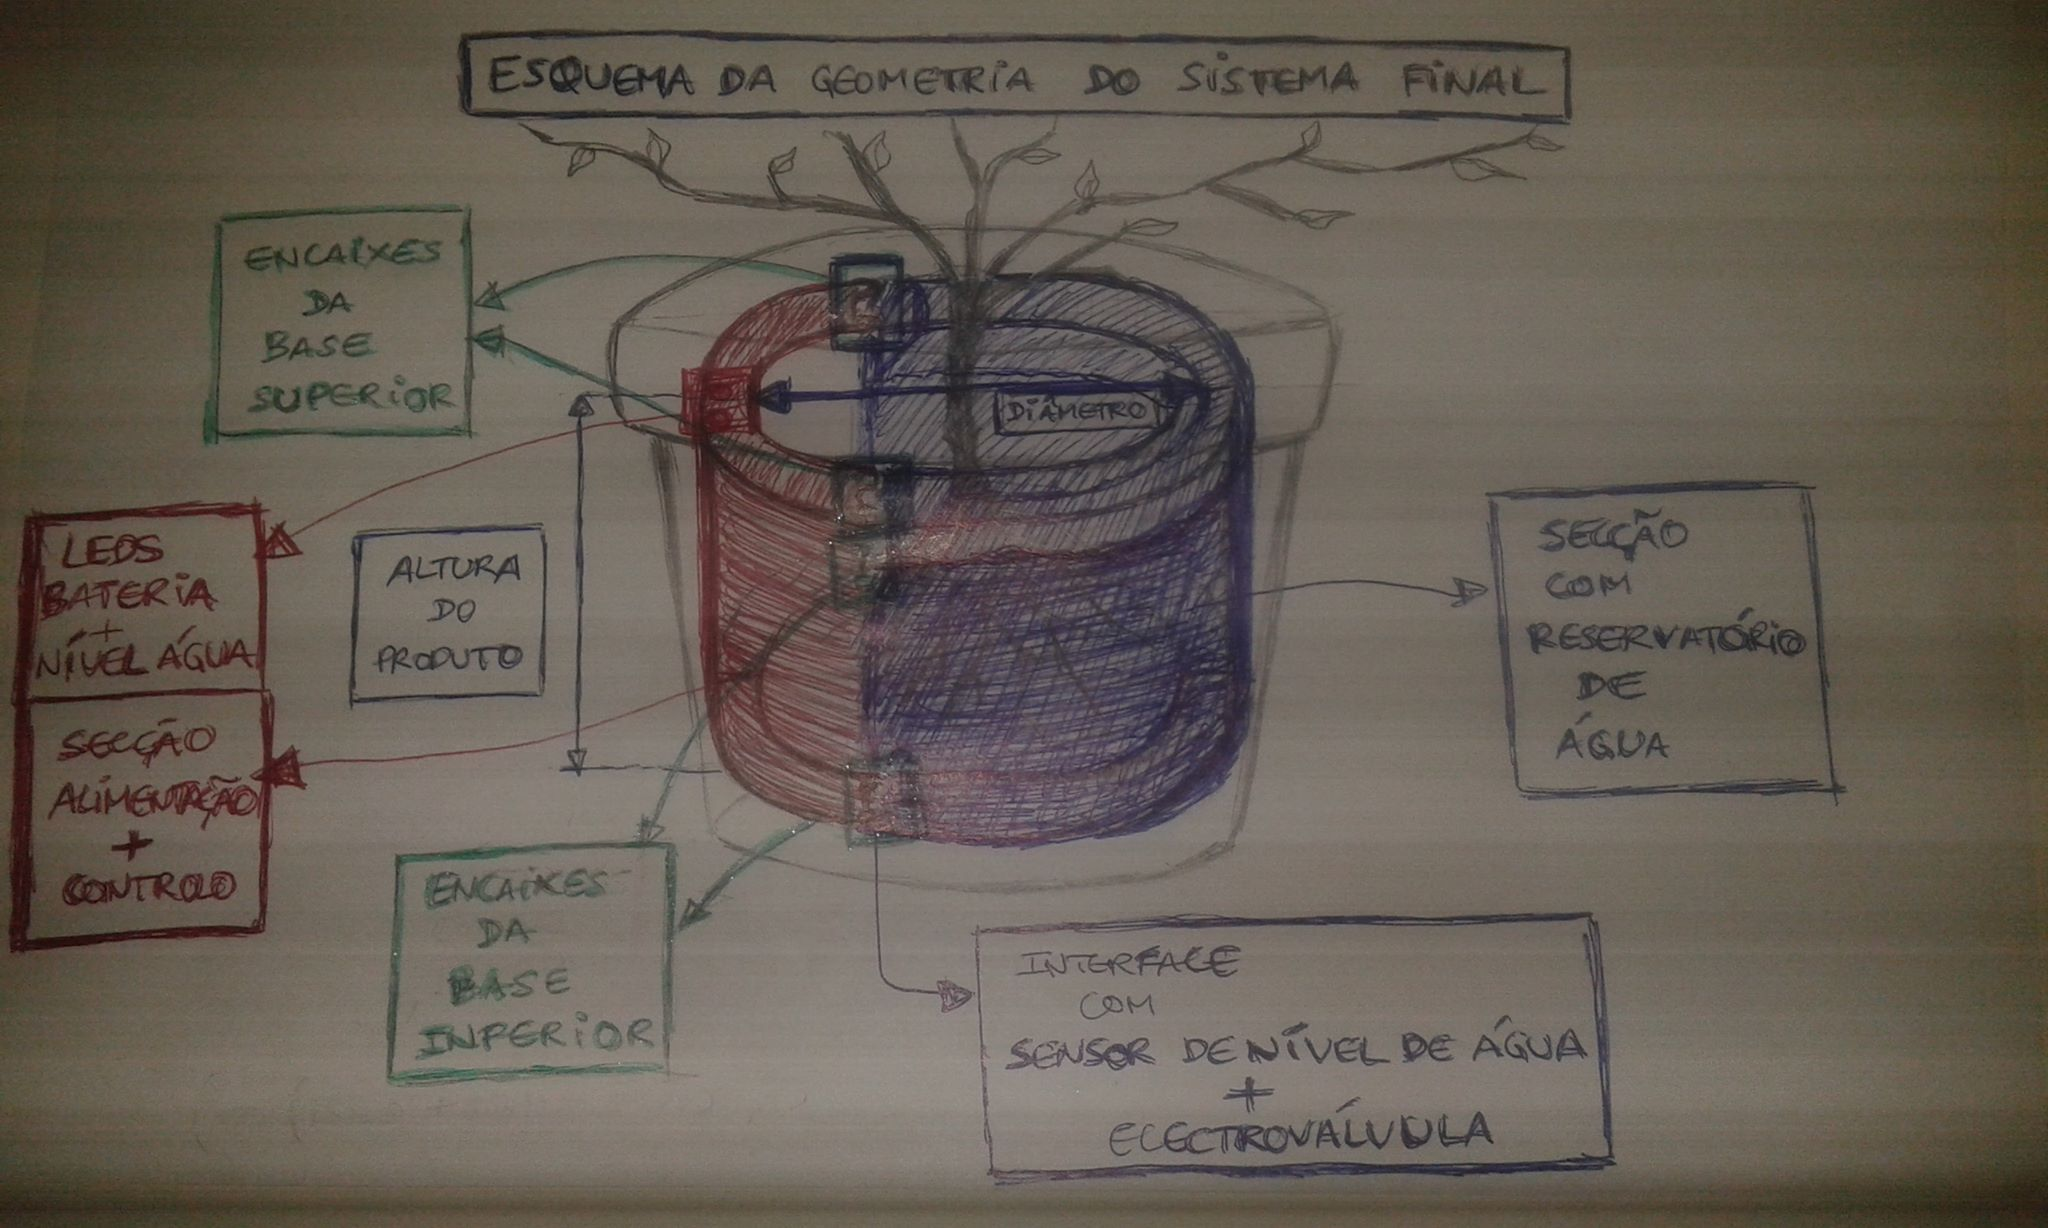 ESQUEMA DA GEOMETRIA DO SISTEMA FINAL
ENCAIXES
DA
BASE
SUPERIOR
DIÂMETRO
LEDS
BATERIA
+
NÍVEL ÁGUA
SECÇÃO
ALIMENTAÇÃO
+
CONTROLO
ALTURA
DO
PRODUTO
SECÇÃO
COM
RESERVATÓRIO
DE
ÁGUA
ENCAIXES
DA
BASE
INFERIOR
INTERFACE
COM
SENSOR DE NÍVEL DE ÁGUA
+
ELECTROVÁLVULA